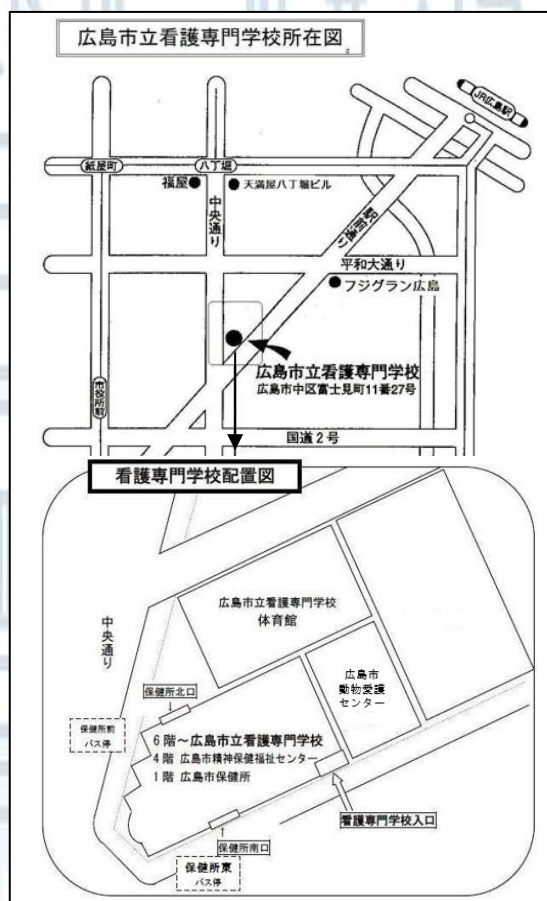 広島市立看護専門学校所在図
JR広島駅
紙屋町
八丁堀
福屋
天満屋八丁堀ビル
中央通り
駅前通り
平和大通り
フジグラン広島
広島市立看護専門学校
広島市中区富士見町11番27号
市役所前
国道2号
看護専門学校配置図
広島市立看護専門学校
体育館
中央通り
広島市
動物愛護
センター
保健所北口
保健所前
バス停
6階~広島市立看護専門学校
4階 広島市精神保健福祉センター
1階 広島市保健所
看護専門学校入口
保健所南口
保健所東
バス停